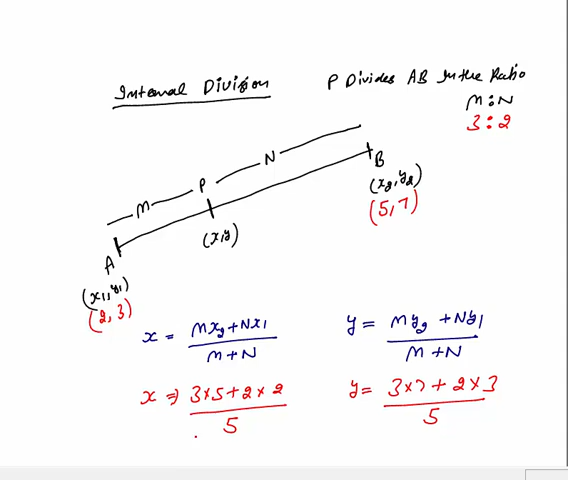 Internal Division
P Divides AB In the Ratio
M:N
3:2
N
B
P
(x₂,y₂)
M
(5,7)
(x,y)
A
(x₁,y₁)
(2,3)
x = Mx₂+Nx₁ / M+N
y = My₂+Ny₁ / M+N
x ⇒ 3×5+2×2 / 5
y = 3×7+2×3 / 5